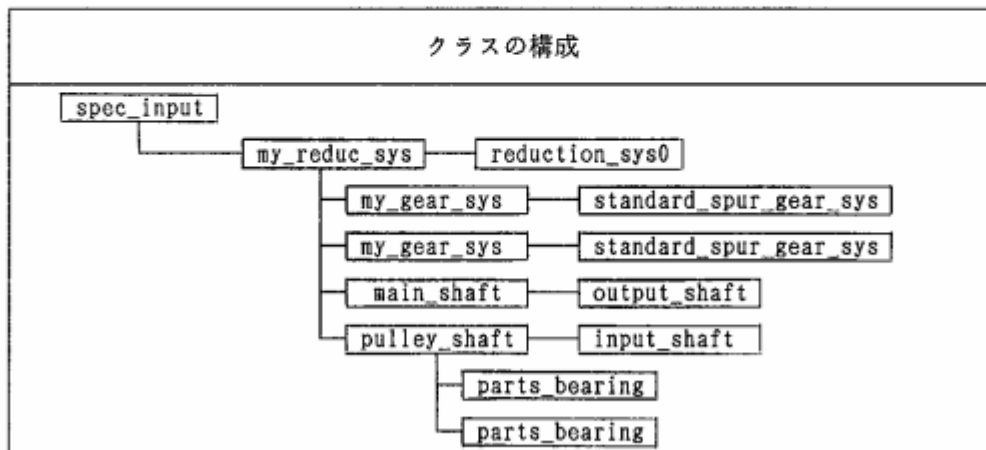 クラスの構成
spec_input
my_reduc_sys reduction_sys0
my_gear_sys standard_spur_gear_sys
my_gear_sys standard_spur_gear_sys
main_shaft output_shaft
pulley_shaft input_shaft
parts_bearing
parts_bearing